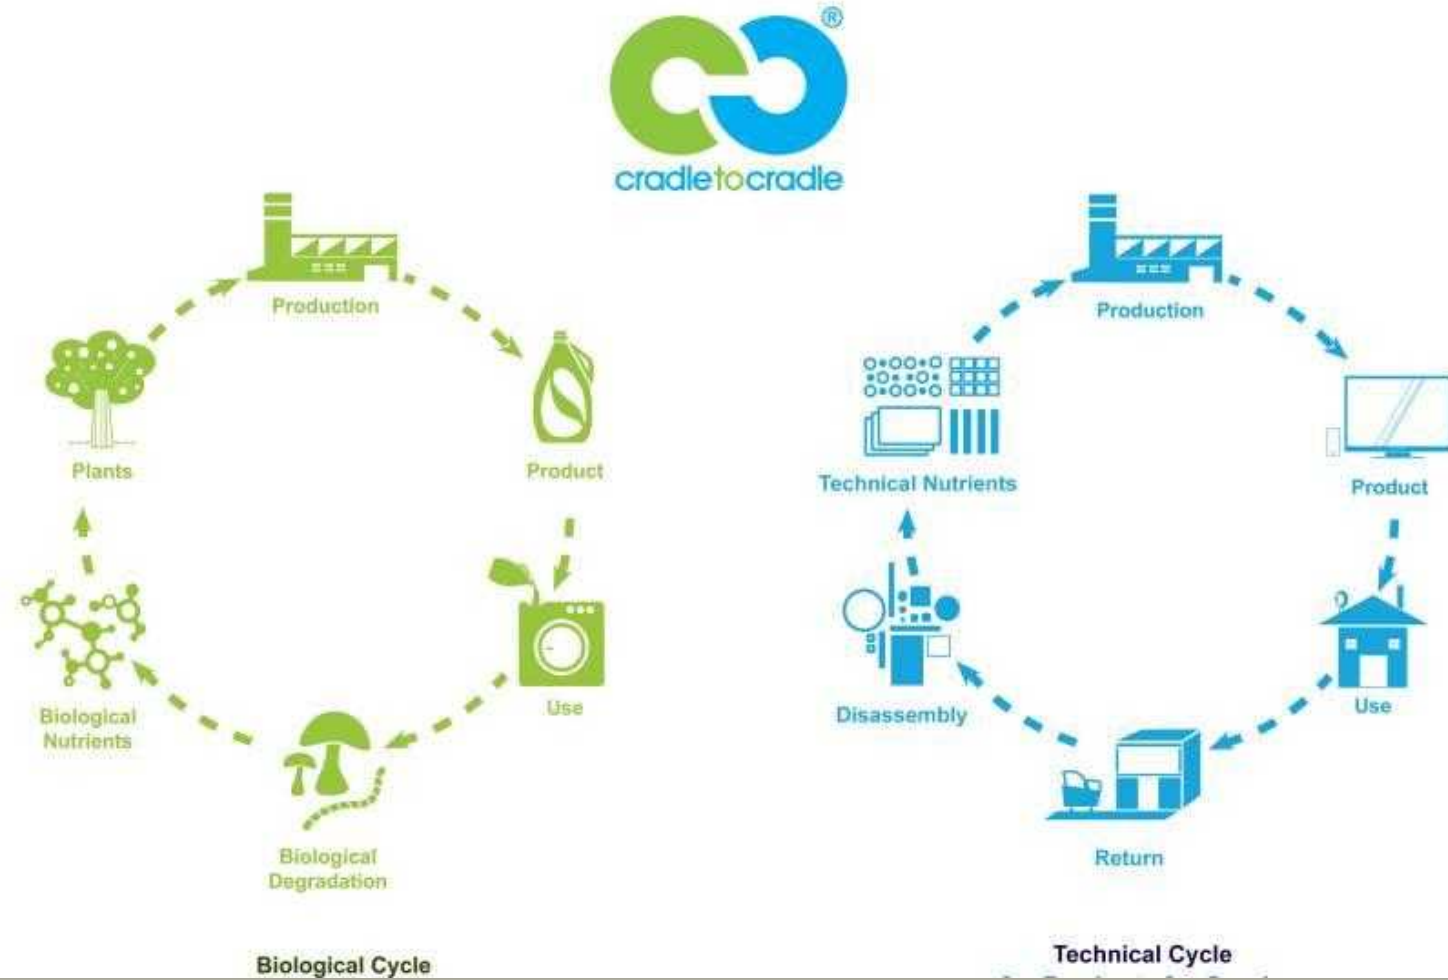 ®
cradletocradle
Production
Plants
Product
Biological
Nutrients
Use
Biological
Degradation
Biological Cycle
Production
Technical Nutrients
Product
Disassembly
Use
Return
Technical Cycle